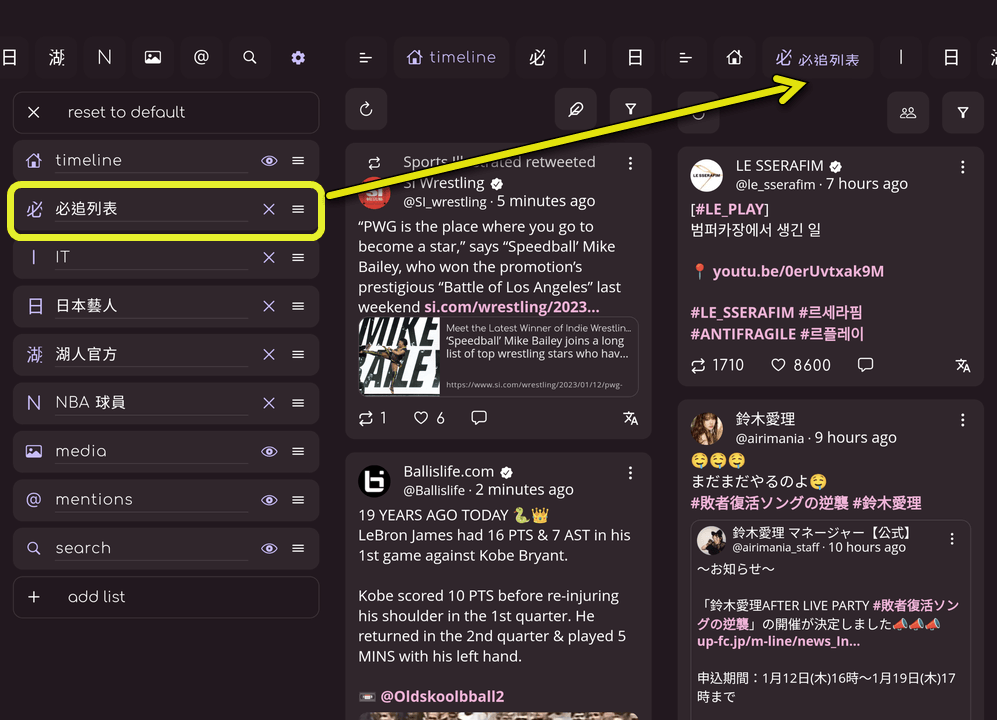 日 湖 N @
timeline 必 | 日
必追列表 | 日
reset to default
timeline
必 必追列表
| IT
日 日本藝人
湖 湖人官方
N NBA 球員
media
@ mentions
search
+ add list
Sports Illustrated retweeted
SI Wrestling
@SI_wrestling · 5 minutes ago
“PWG is the place where you go to
become a star,” says “Speedball’ Mike
Bailey, who won the promotion’s
prestigious “Battle of Los Angeles” last
weekend si.com/wrestling/2023...
MIKE
BAILEY
Meet the Latest Winner of Indie Wrestlin...
‘Speedball’ Mike Bailey joins a long
list of top wrestling stars who hav...
https://www.si.com/wrestling/2023/01/12/pwg-
1 6
Ballislife.com
@Ballislife · 2 minutes ago
19 YEARS AGO TODAY 🐍👑
LeBron James had 16 PTS & 7 AST in his
1st game against Kobe Bryant.
Kobe scored 10 PTS before re-injuring
his shoulder in the 1st quarter. He
returned in the 2nd quarter & played 5
MINS with his left hand.
📼 @Oldskoolbball2
LE SSERAFIM
@le_sserafim · 7 hours ago
[#LE_PLAY]
범퍼카장에서 생긴 일
📍 youtu.be/0erUvtxak9M
#LE_SSERAFIM #르세라핌
#ANTIFRAGILE #르플레이
1710 8600
鈴木愛理
@airimania · 9 hours ago
🤤🤤🤤
まだまだやるのよ🤤
#敗者復活ソングの逆襲 #鈴木愛理
鈴木愛理 マネージャー【公式】
@airimania_staff · 10 hours ago
〜お知らせ〜
「鈴木愛理AFTER LIVE PARTY #敗者復活ソン
グの逆襲」の開催が決定しました📣📣📣
up-fc.jp/m-line/news_In...
申込期間：1月12日(木)16時〜1月19日(木)17
時まで